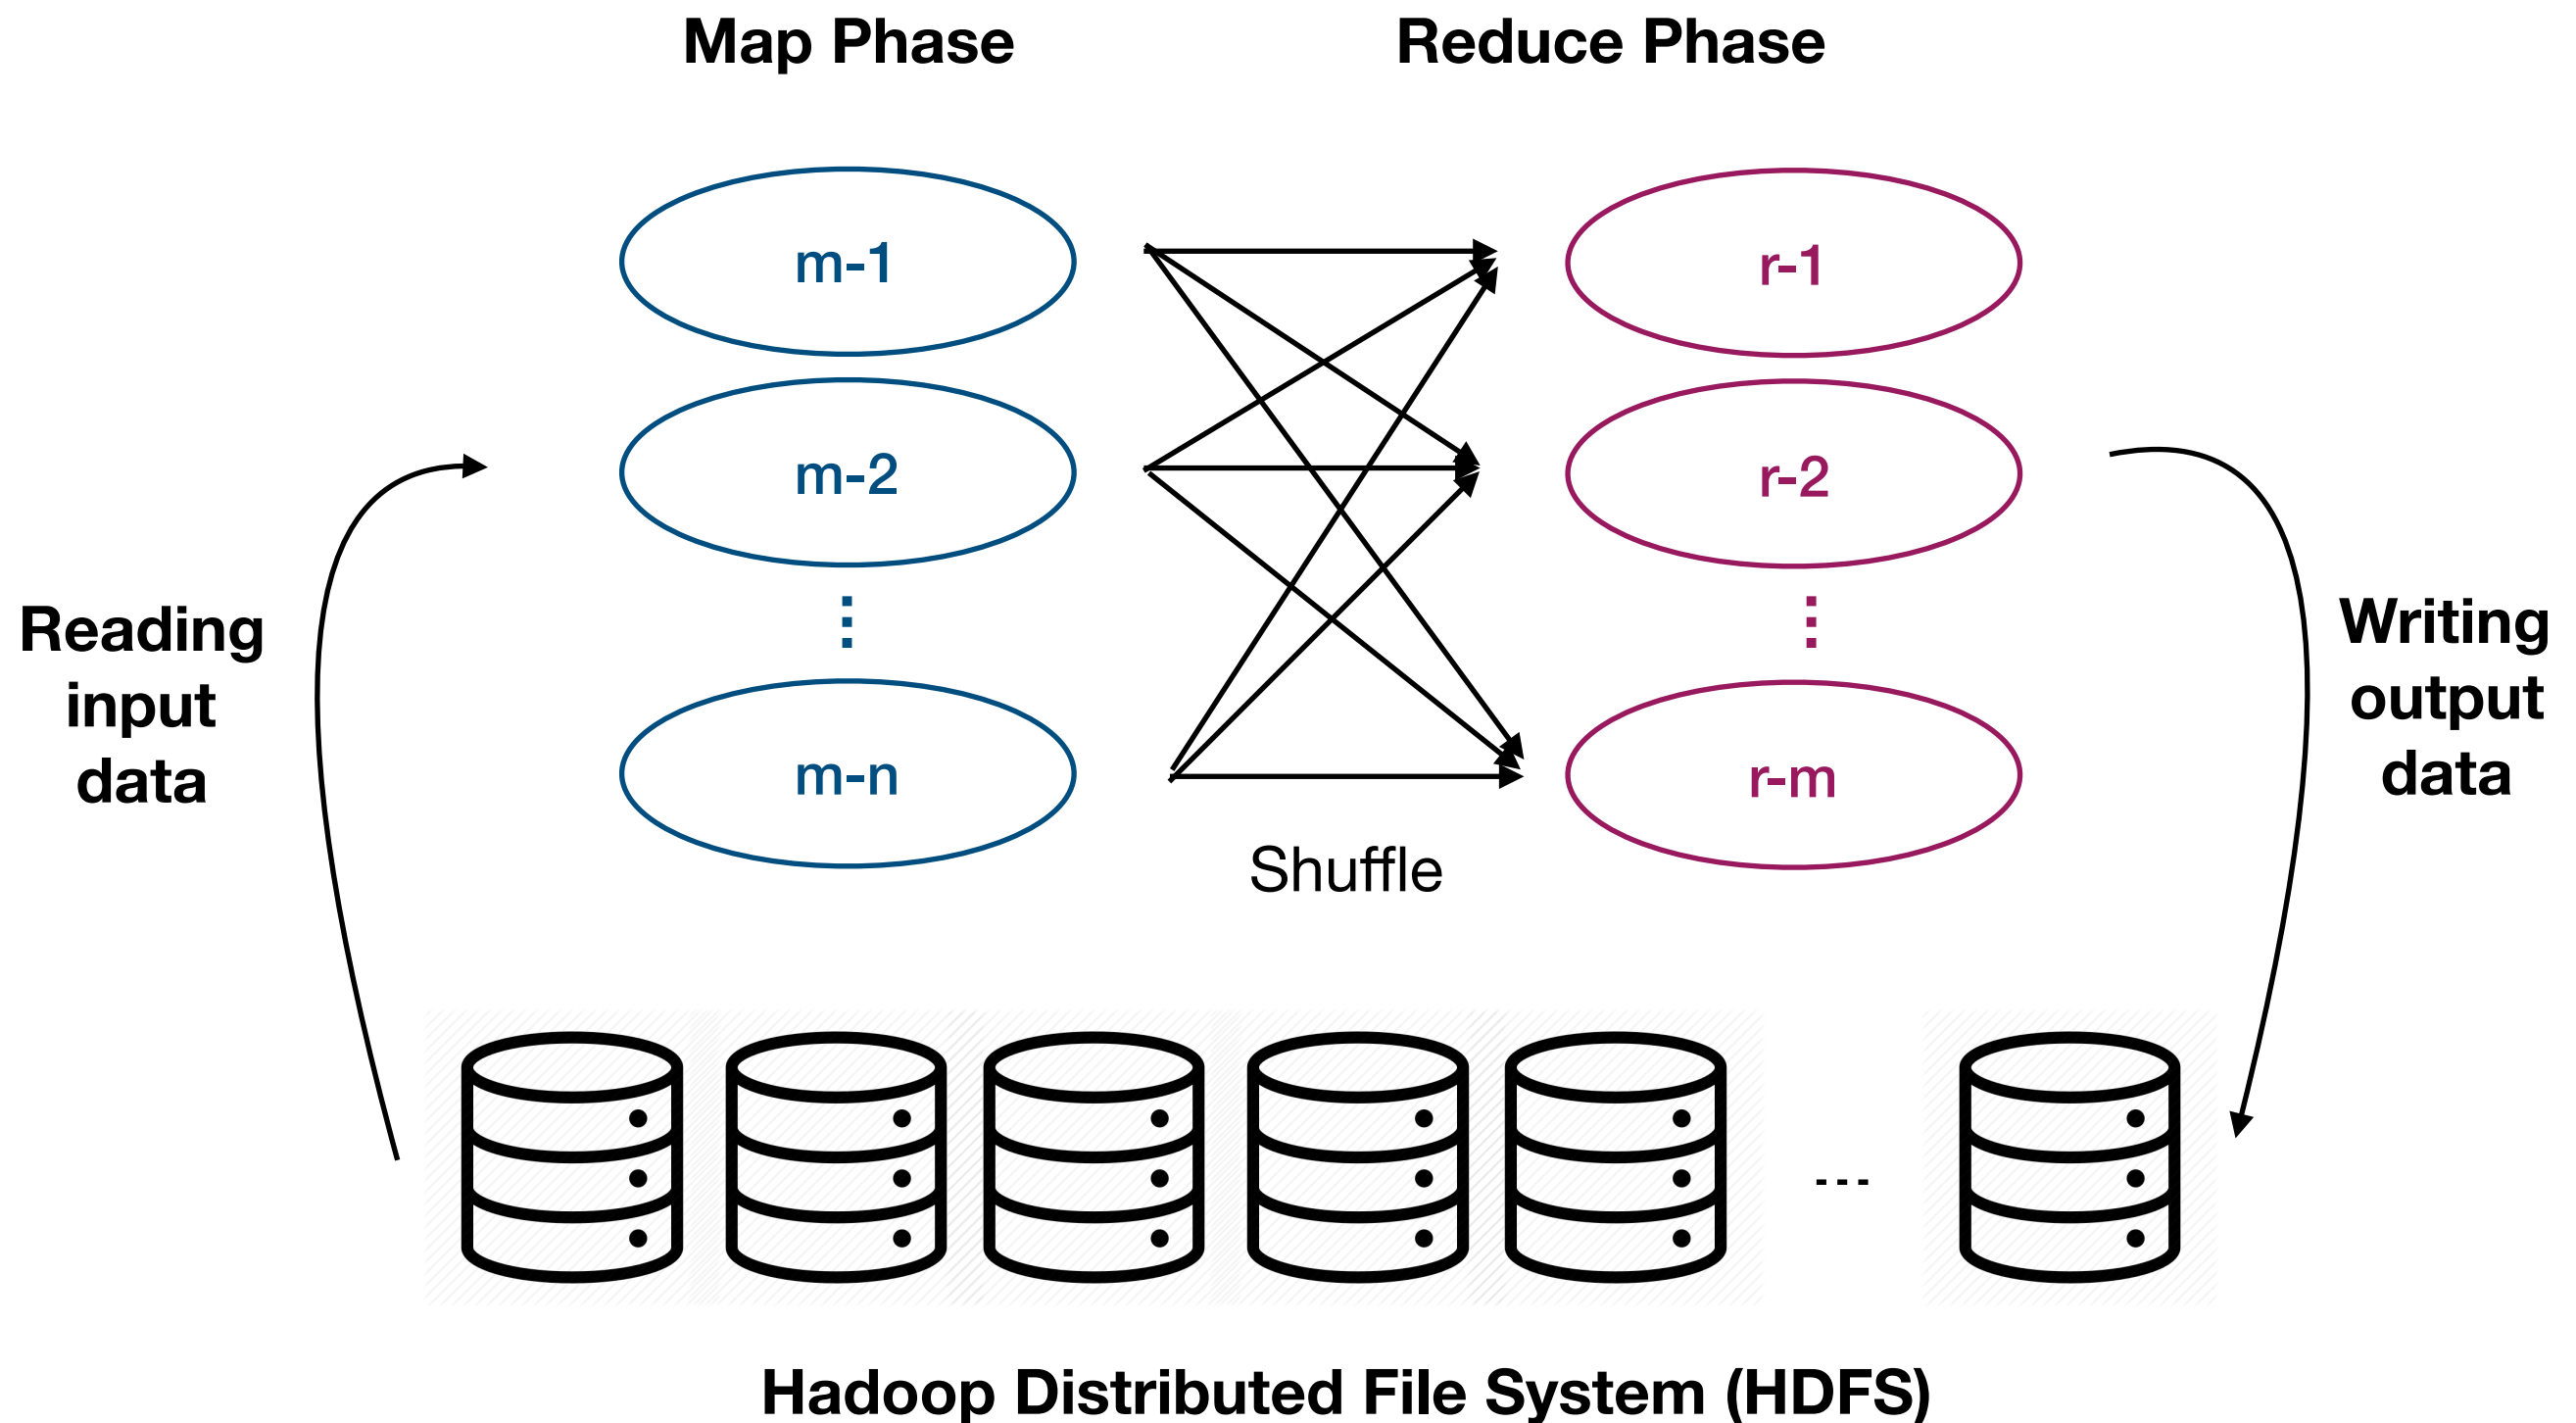 Map Phase
Reduce Phase
m-1
r-1
m-2
r-2
Reading
input
data
⋮
⋮
Writing
output
data
m-n
r-m
Shuffle
---
Hadoop Distributed File System (HDFS)